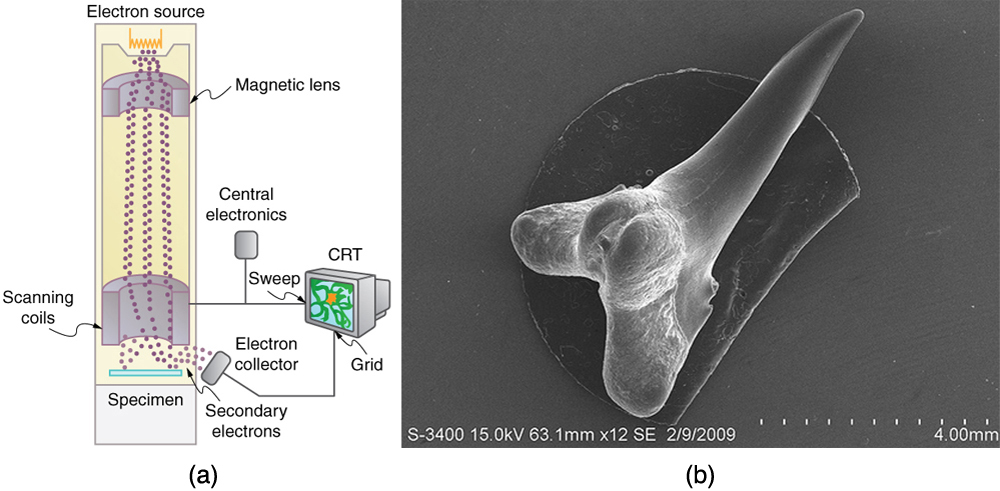 Electron source
Magnetic lens
Central
electronics
CRT
Sweep
Scanning
coils
Electron
collector
Grid
Specimen
Secondary
electrons
(a)
S-3400 15.0kV 63.1mm x12 SE 2/9/2009
4.00mm
(b)